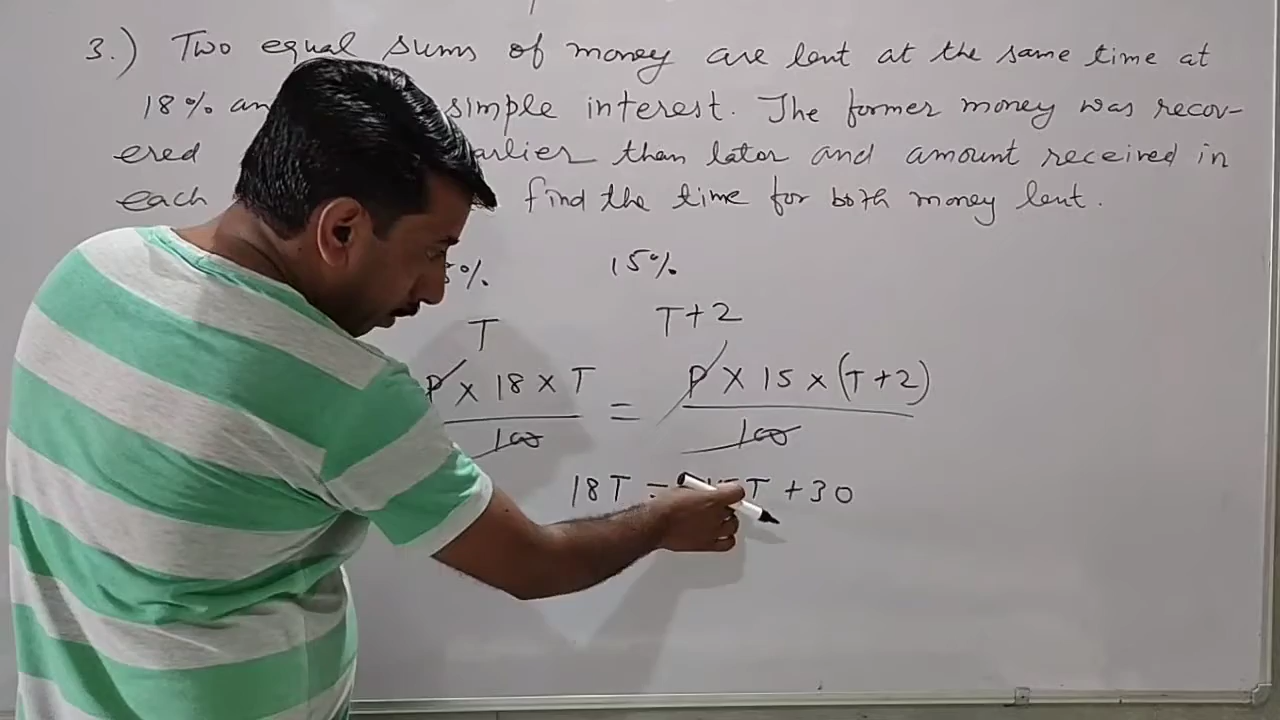 3.) Two equal sums of money are lent at the same time at
18% an simple interest. The former money was recov-
ered arlier than later and amount received in
each find the time for both money lent.
% 15%
T T+2
P × 18 × T = P × 15 × (T+2)
100 100
18T = 15T + 30